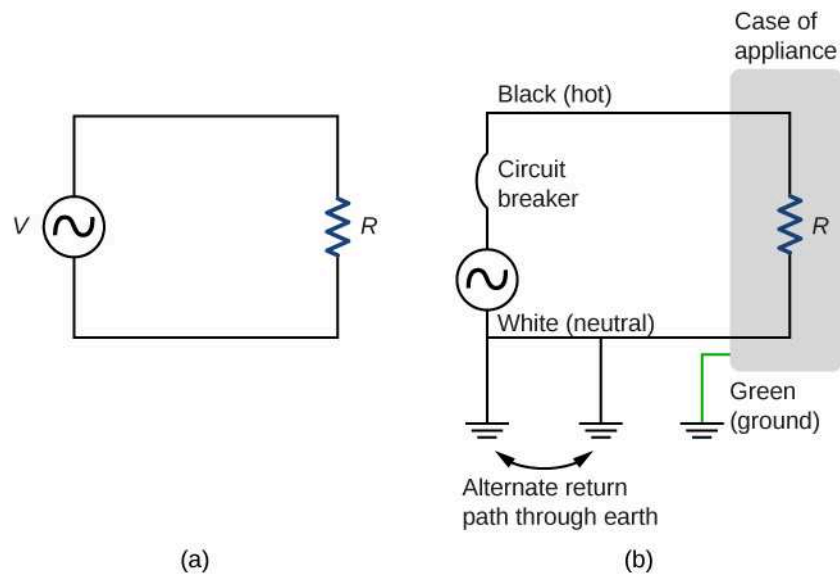 Case of
appliance
Black (hot)
Circuit
breaker
V
R
R
White (neutral)
Green
(ground)
Alternate return
path through earth
(a)
(b)